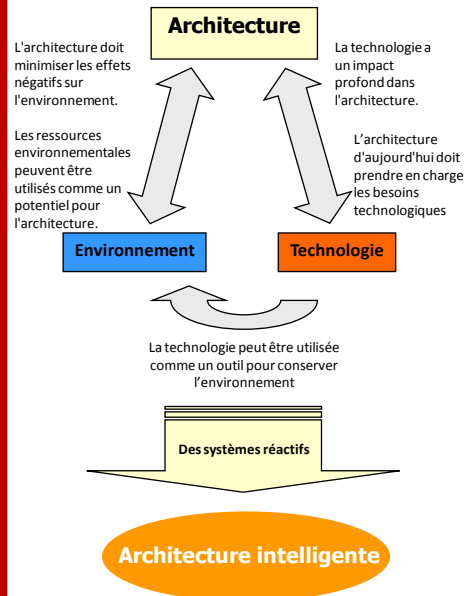 Architecture
L'architecture doit
minimiser les effets
négatifs sur
l'environnement.
Les ressources
environnementales
peuvent être
utilisés comme un
potentiel pour
l'architecture.
La technologie a
un impact
profond dans
l'architecture.
L'architecture
d'aujourd'hui doit
prendre en charge
les besoins
technologiques
Environnement
Technologie
La technologie peut être utilisée
comme un outil pour conserver
l'environnement
Des systèmes réactifs
Architecture intelligente